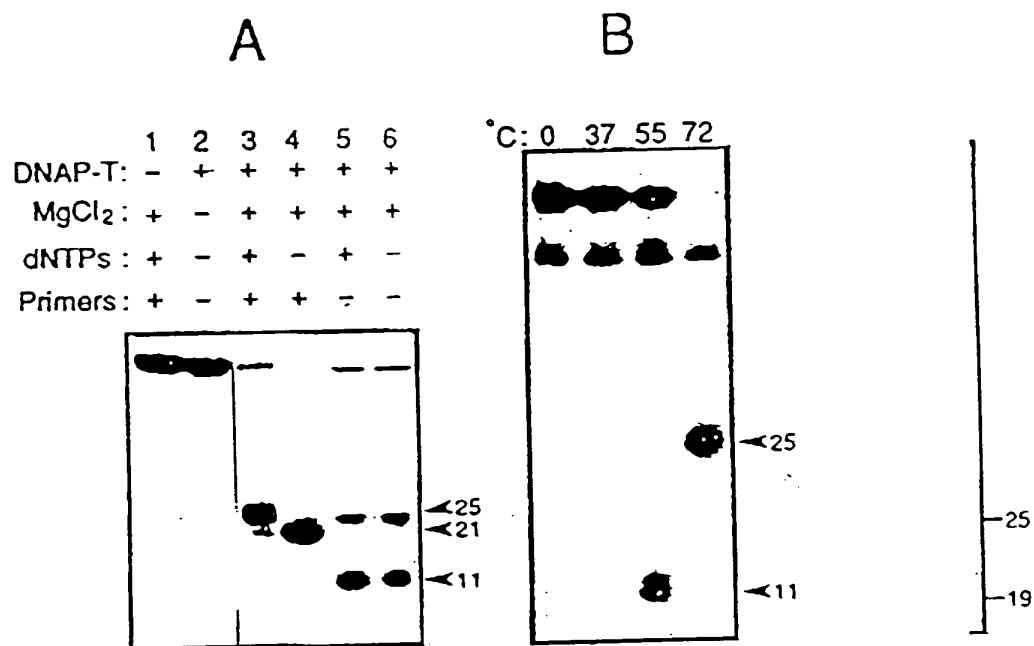 A
B
1 2 3 4 5 6
DNAP-T: - + + + + +
MgCl2: + - + + + +
dNTPs: + - + - + -
Primers: + - + + - -
25
21
11
°C: 0 37 55 72
25
11
25
19